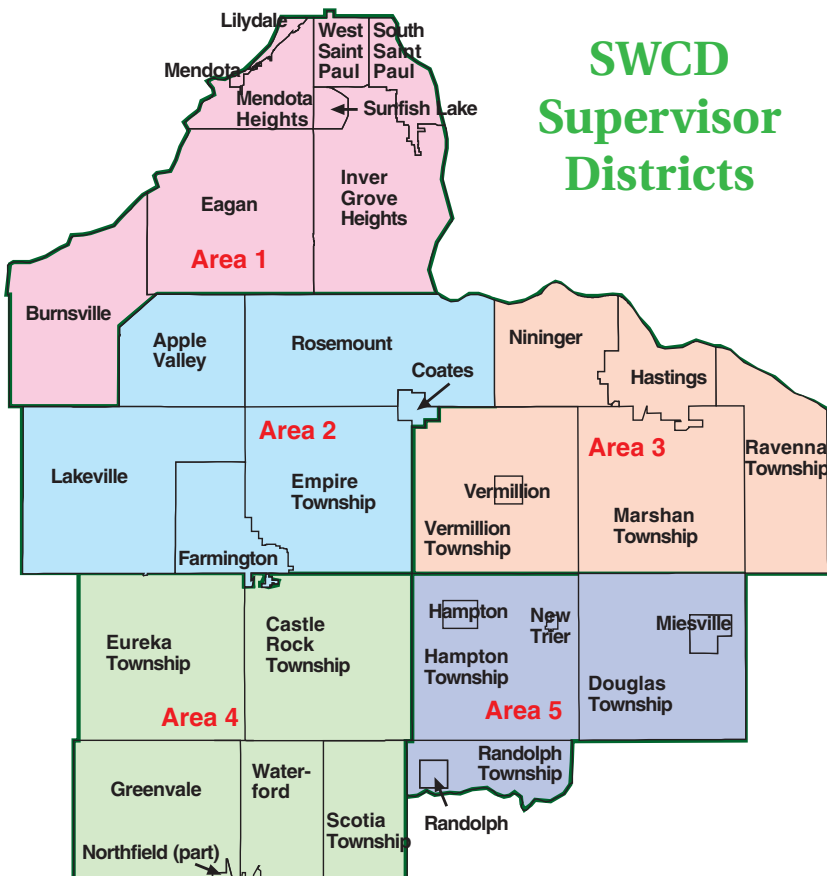 SWCD
Supervisor
Districts
Lilydale
West
Saint
Paul
South
Saint
Paul
Mendota
Mendota
Heights
Sunfish Lake
Inver
Grove
Heights
Eagan
Area 1
Burnsville
Apple
Valley
Rosemount
Coates
Nininger
Hastings
Area 2
Area 3
Ravenna
Township
Lakeville
Empire
Township
Vermillion
Vermillion
Township
Marshan
Township
Farmington
Eureka
Township
Castle
Rock
Township
Hampton
New
Trier
Miesville
Hampton
Township
Douglas
Township
Area 4
Area 5
Randolph
Township
Greenvale
Water-
ford
Scotia
Township
Randolph
Northfield (part)